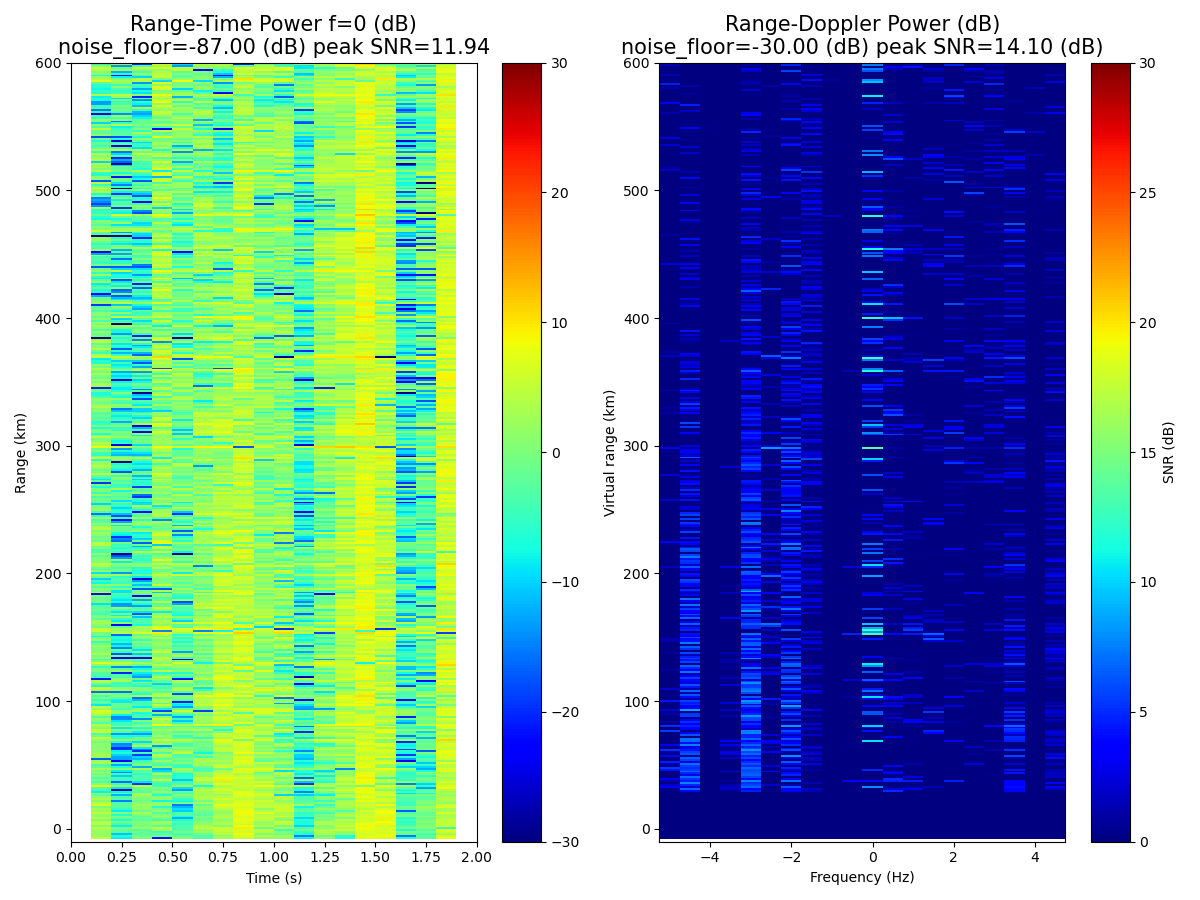 Range-Time Power f=0 (dB)
noise_floor=-87.00 (dB) peak SNR=11.94
600
500
400
300
200
100
0
Range (km)
0.00 0.25 0.50 0.75 1.00 1.25 1.50 1.75 2.00
Time (s)
30
20
10
0
−10
−20
−30
Range-Doppler Power (dB)
noise_floor=-30.00 (dB) peak SNR=14.10 (dB)
600
500
400
300
200
100
0
Virtual range (km)
−4 −2 0 2 4
Frequency (Hz)
30
25
20
15
10
5
0
SNR (dB)